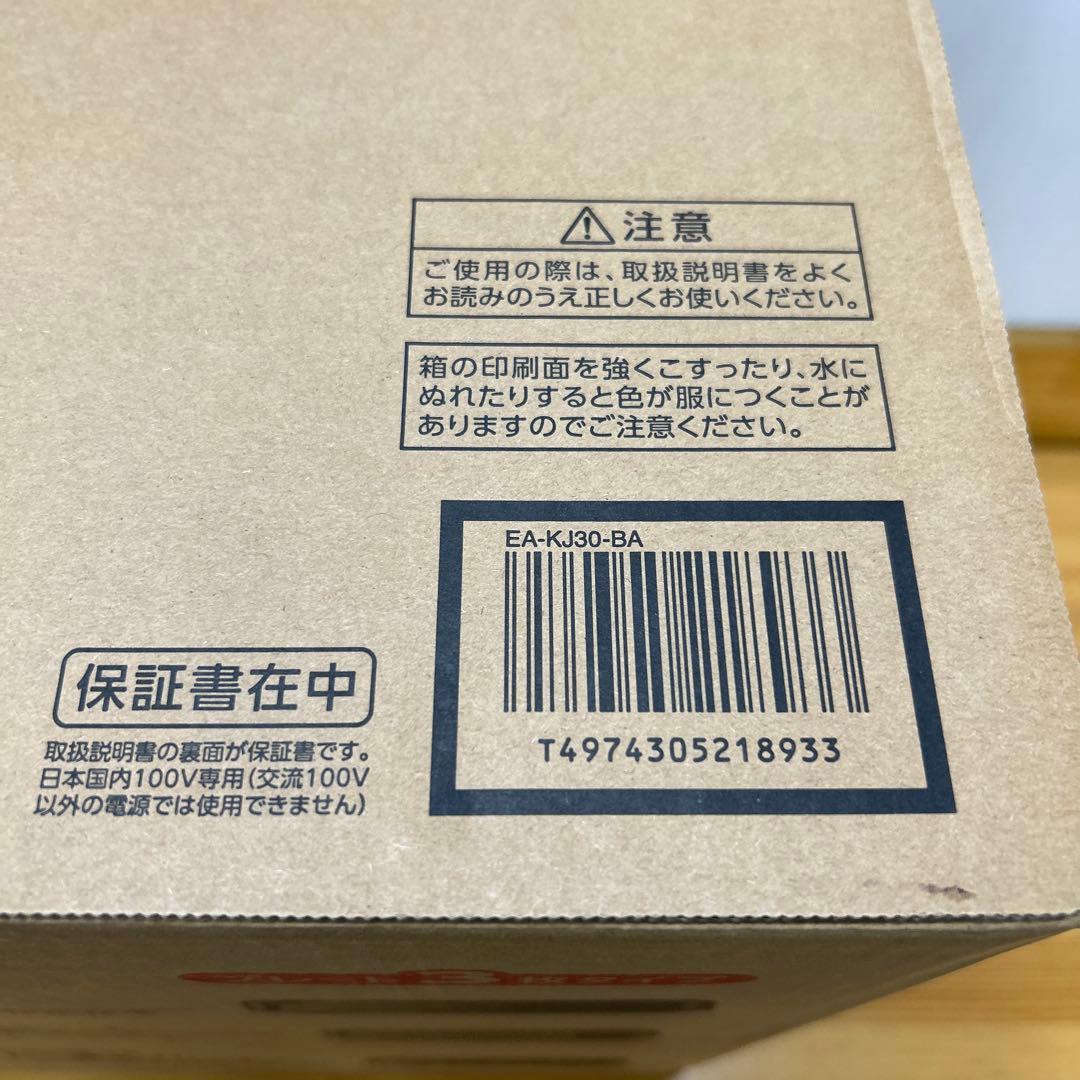 注意
ご使用の際は、取扱説明書をよく
お読みのうえ正しくお使いください。
箱の印刷面を強くこすったり、水に
ぬれたりすると色が服につくことが
ありますのでご注意ください。
EA-KJ30-BA
T4974305218933
保証書在中
取扱説明書の裏面が保証書です。
日本国内100V専用(交流100V
以外の電源では使用できません)